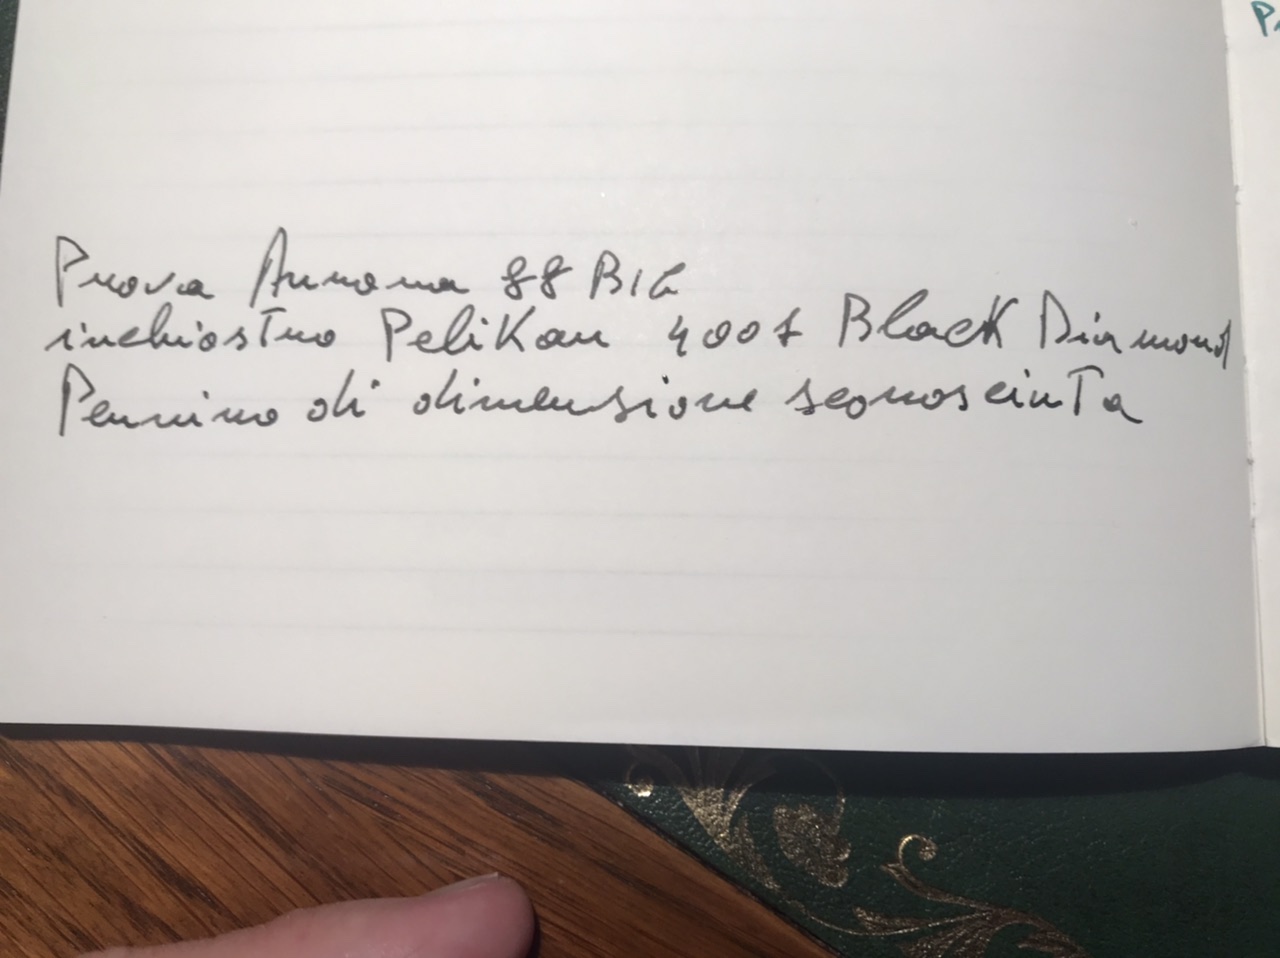 Prova Aurora 88 BIG
inchiostro Pelikan 4001 Black Diamond
Pennino di dimensione sconosciuta